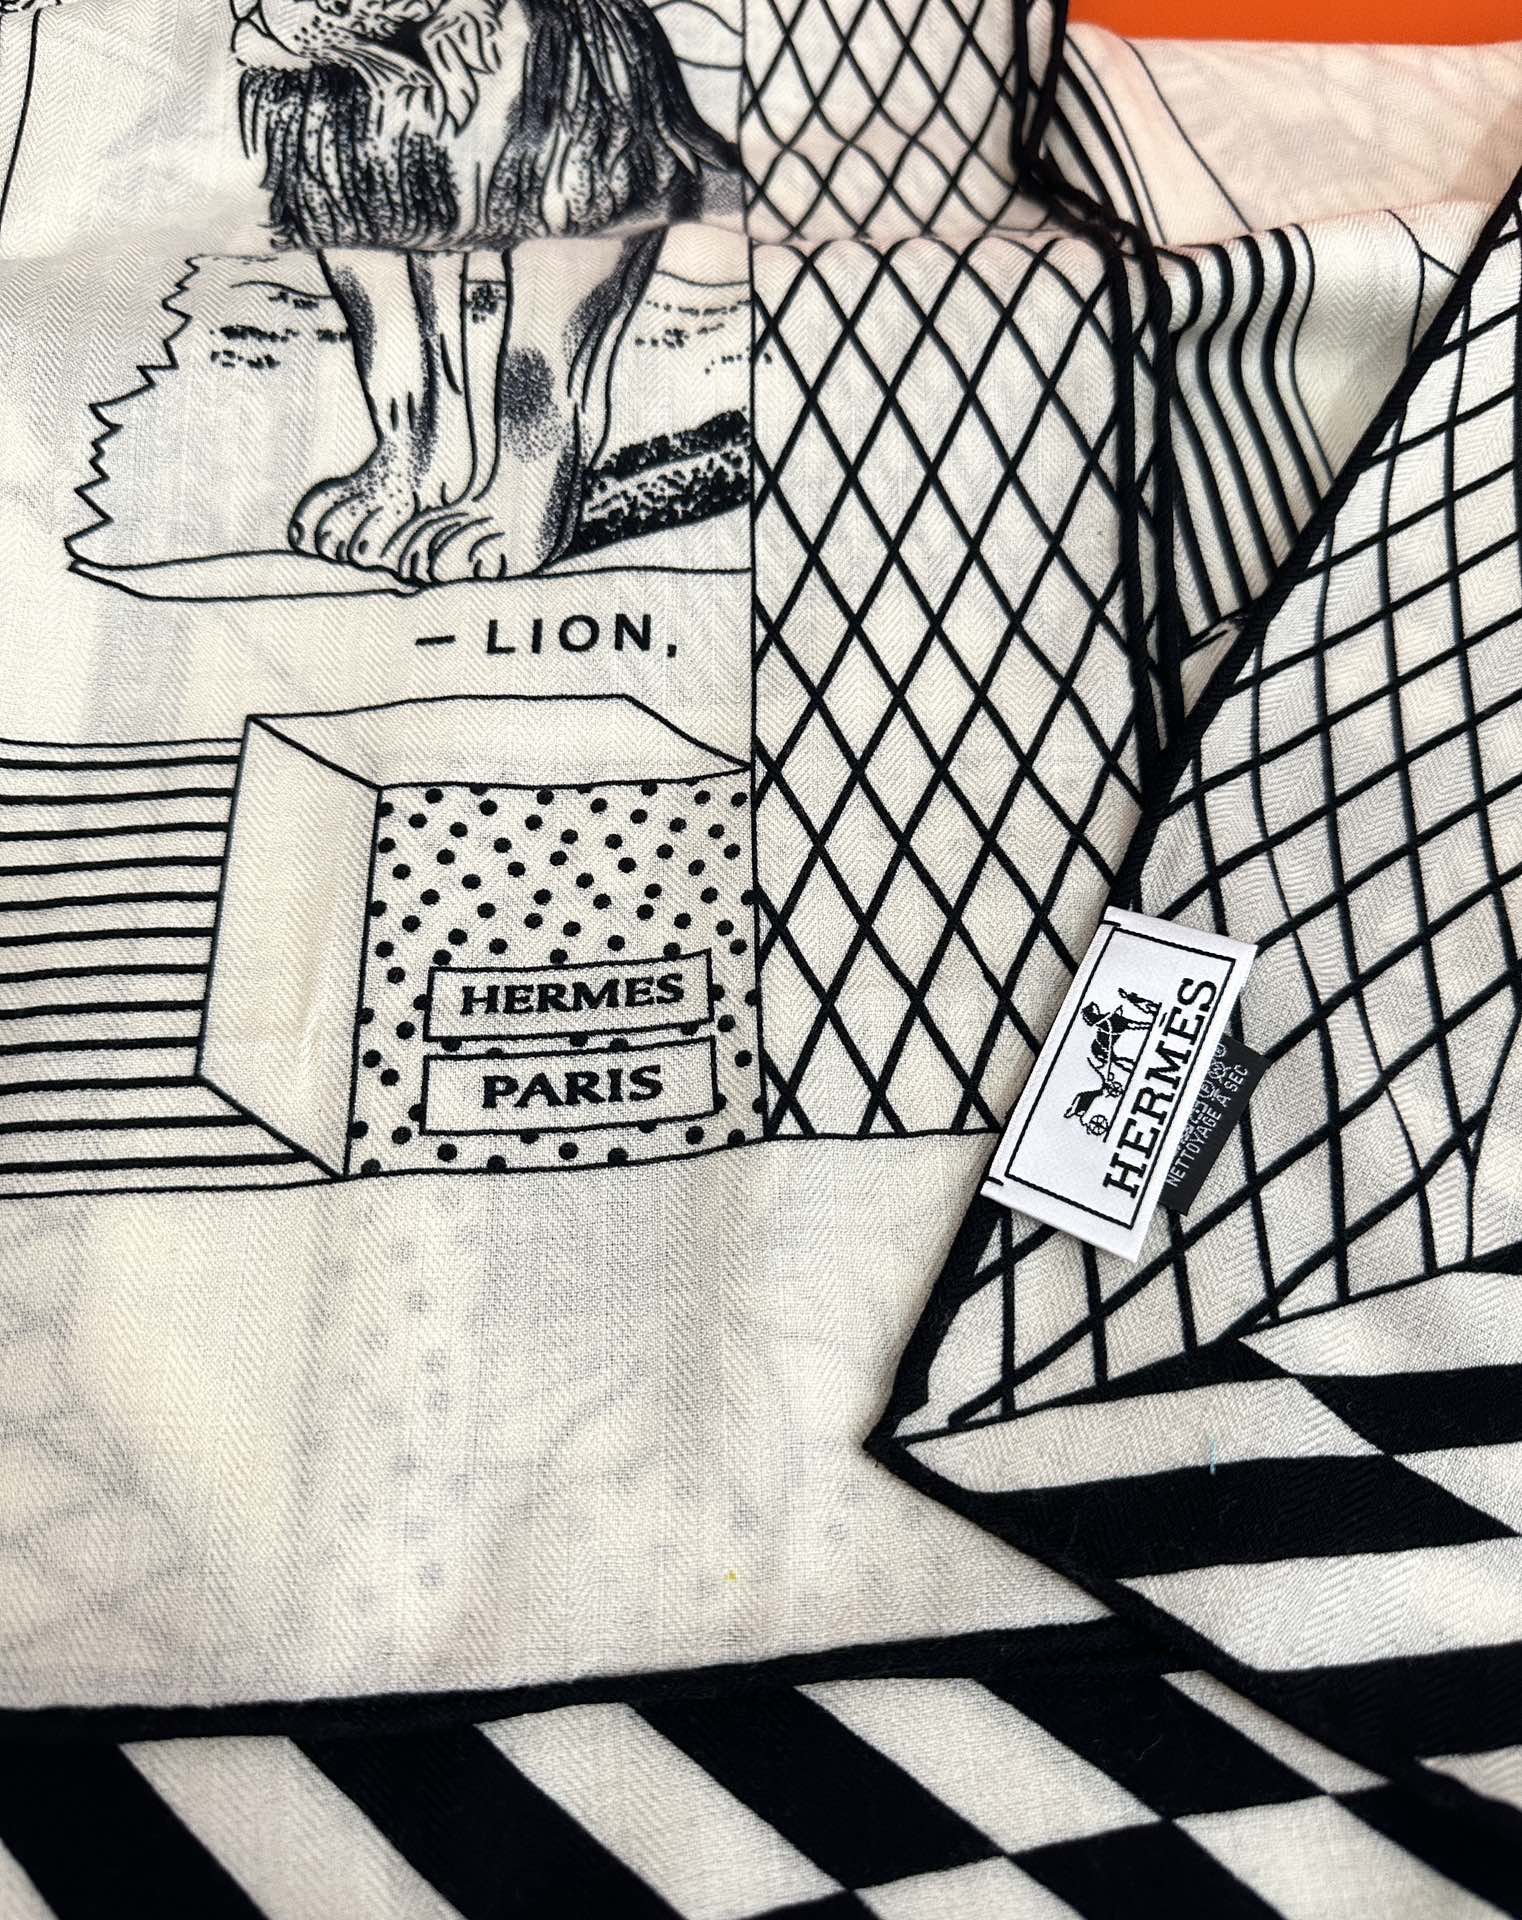 — LION,
HERMES
PARIS
HERMÈS
NETTOYAGE A SEC